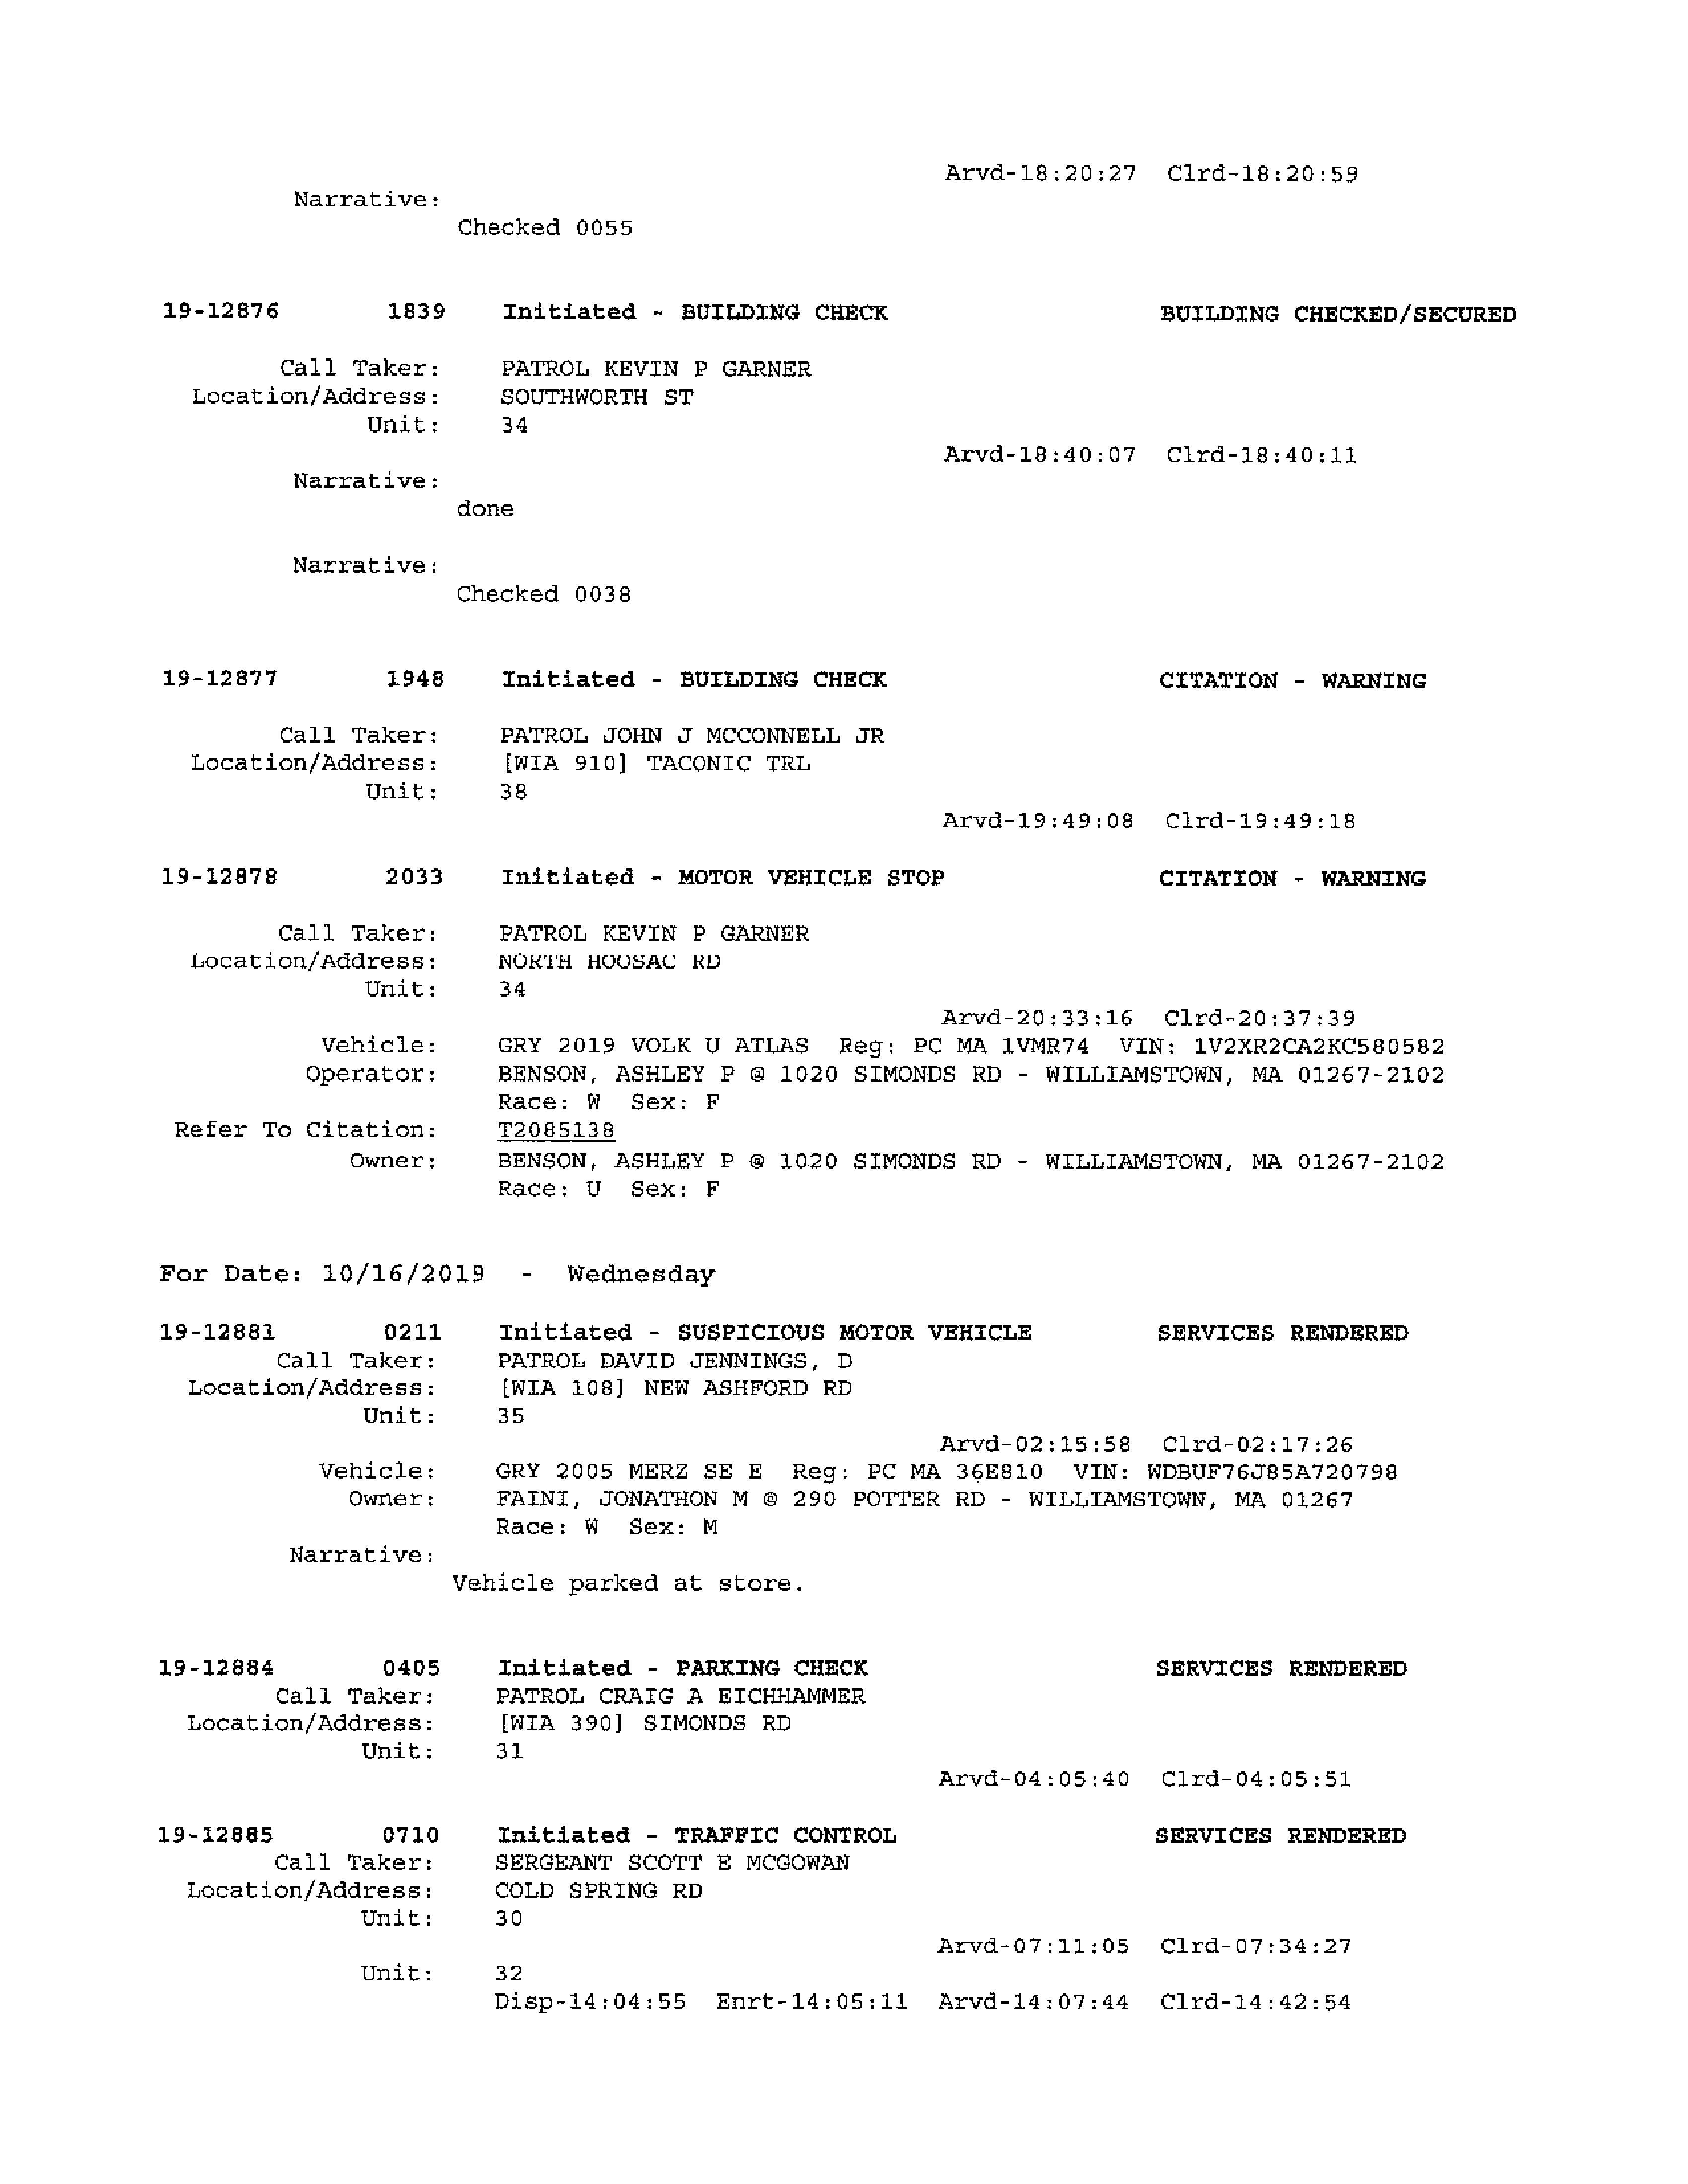 Arvd-18:20:27  Clrd-18:20:59
Narrative:
Checked 0055
19-12876  1839  Initiated - BUILDING CHECK  BUILDING CHECKED/SECURED
Call Taker:  PATROL KEVIN P GARNER
Location/Address:  SOUTHWORTH ST
Unit:  34
Arvd-18:40:07  Clrd-18:40:11
Narrative:
done
Narrative:
Checked 0038
19-12877  1948  Initiated - BUILDING CHECK  CITATION - WARNING
Call Taker:  PATROL JOHN J MCCONNELL JR
Location/Address:  [WIA 910] TACONIC TRL
Unit:  38
Arvd-19:49:08  Clrd-19:49:18
19-12878  2033  Initiated - MOTOR VEHICLE STOP  CITATION - WARNING
Call Taker:  PATROL KEVIN P GARNER
Location/Address:  NORTH HOOSAC RD
Unit:  34
Arvd-20:33:16  Clrd-20:37:39
Vehicle:  GRY 2019 VOLK U ATLAS  Reg: PC MA 1VMR74  VIN: 1V2XR2CA2KC580582
Operator:  BENSON, ASHLEY P @ 1020 SIMONDS RD - WILLIAMSTOWN, MA 01267-2102
Race: W  Sex: F
Refer To Citation:  T2085138
Owner:  BENSON, ASHLEY P @ 1020 SIMONDS RD - WILLIAMSTOWN, MA 01267-2102
Race: U  Sex: F
For Date: 10/16/2019  -  Wednesday
19-12881  0211  Initiated - SUSPICIOUS MOTOR VEHICLE  SERVICES RENDERED
Call Taker:  PATROL DAVID JENNINGS, D
Location/Address:  [WIA 108] NEW ASHFORD RD
Unit:  35
Arvd-02:15:58  Clrd-02:17:26
Vehicle:  GRY 2005 MERZ SE E  Reg: PC MA 36E810  VIN: WDBUF76J85A720798
Owner:  FAINI, JONATHON M @ 290 POTTER RD - WILLIAMSTOWN, MA 01267
Race: W  Sex: M
Narrative:
Vehicle parked at store.
19-12884  0405  Initiated - PARKING CHECK  SERVICES RENDERED
Call Taker:  PATROL CRAIG A EICHHAMMER
Location/Address:  [WIA 390] SIMONDS RD
Unit:  31
Arvd-04:05:40  Clrd-04:05:51
19-12885  0710  Initiated - TRAFFIC CONTROL  SERVICES RENDERED
Call Taker:  SERGEANT SCOTT E MCGOWAN
Location/Address:  COLD SPRING RD
Unit:  30
Arvd-07:11:05  Clrd-07:34:27
Unit:  32
Disp-14:04:55  Enrt-14:05:11  Arvd-14:07:44  Clrd-14:42:54